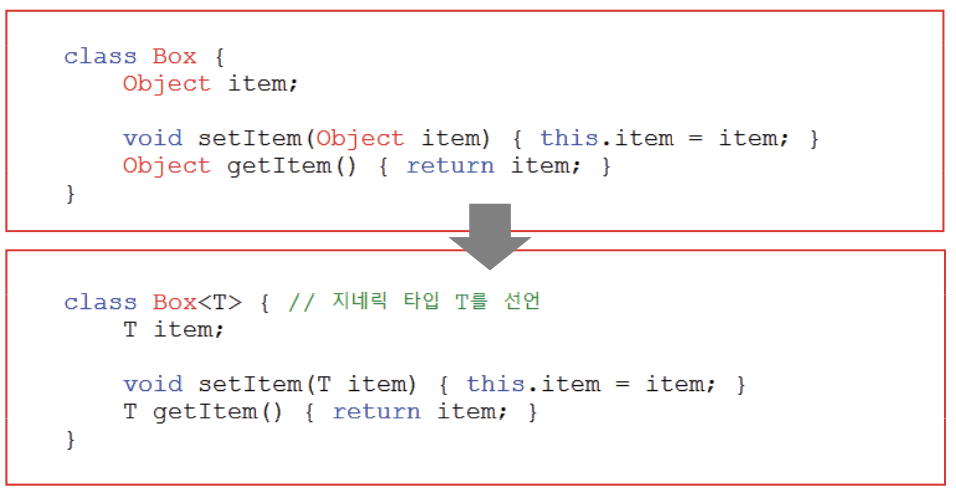 class Box {
    Object item;
    void setItem(Object item) { this.item = item; }
    Object getItem() { return item; }
}
class Box<T> { // 지네릭 타입 T를 선언
    T item;
    void setItem(T item) { this.item = item; }
    T getItem() { return item; }
}